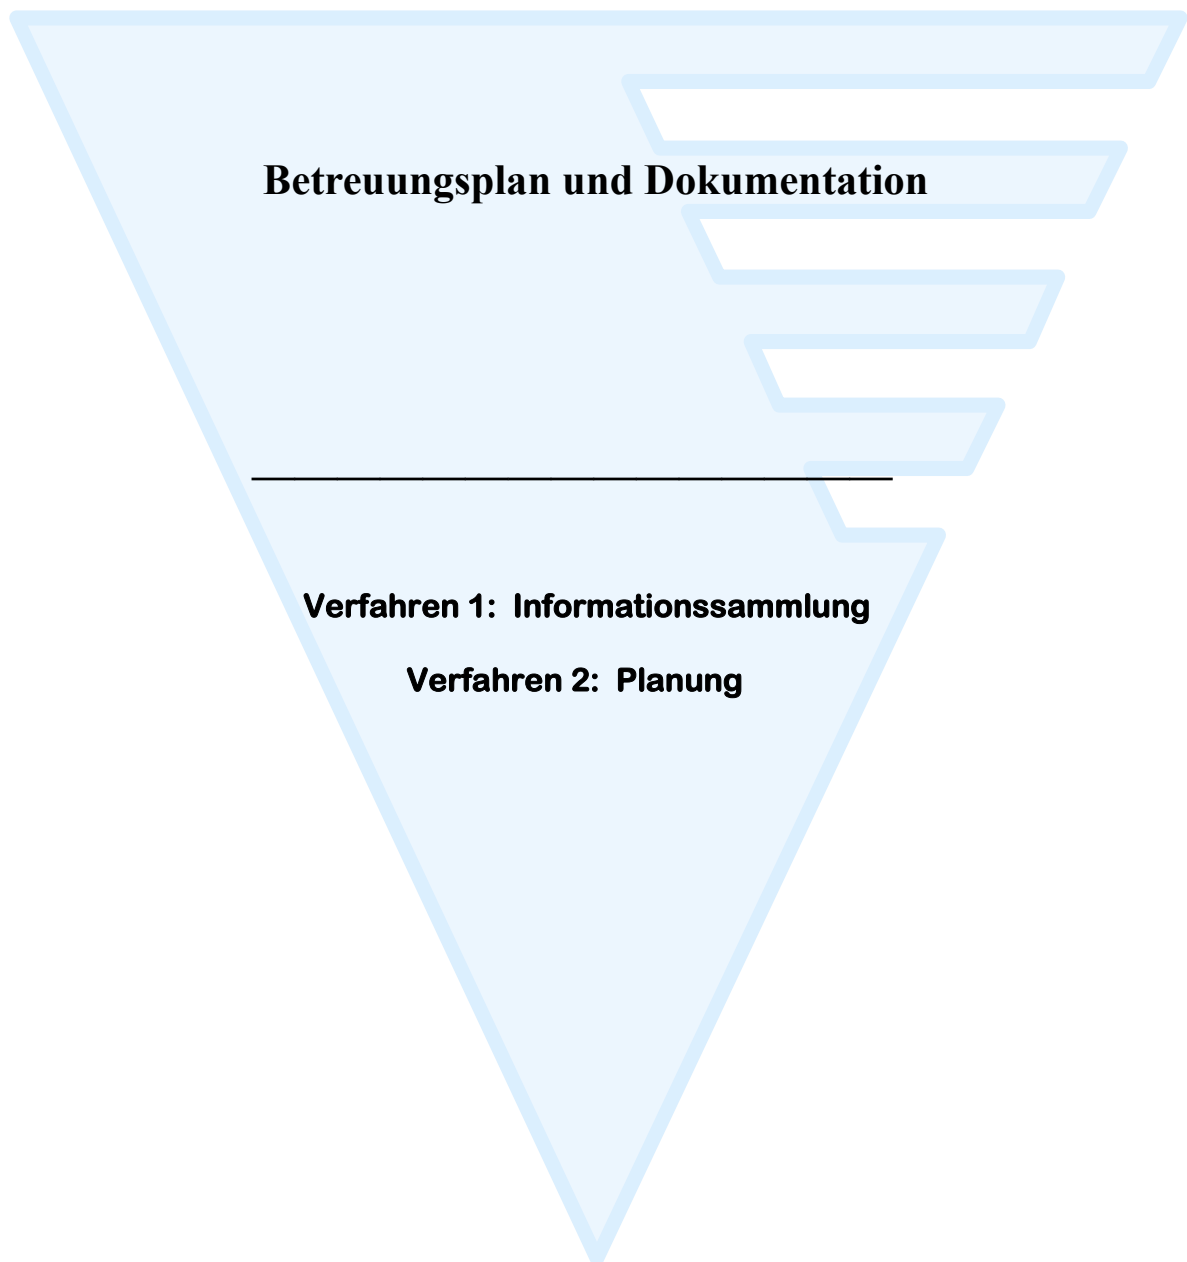 Betreuungsplan und Dokumentation
Verfahren 1: Informationssammlung
Verfahren 2: Planung